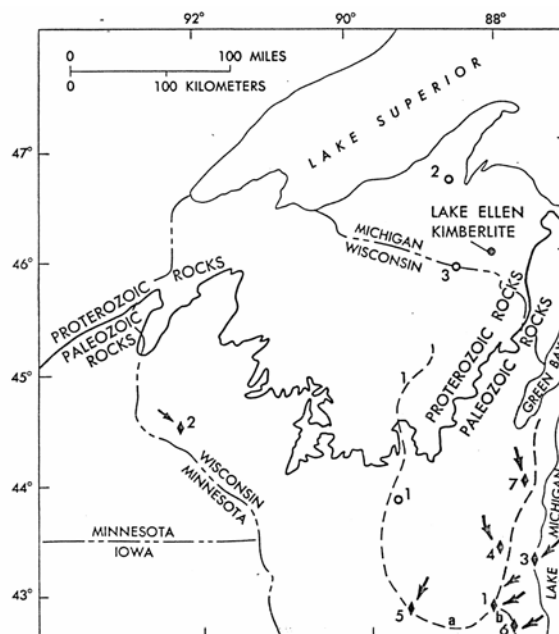 92° 90° 88°
0 100 MILES
0 100 KILOMETERS
LAKE SUPERIOR
47°
2
LAKE ELLEN
KIMBERLITE
MICHIGAN
WISCONSIN
46°
3
PROTEROZOIC ROCKS
PALEOZOIC ROCKS
PROTEROZOIC ROCKS
PALEOZOIC ROCKS
GREEN BAY
45°
1
2
WISCONSIN
MINNESOTA
44°
1
7
MINNESOTA
IOWA
4
3
LAKE MICHIGAN
43°
5
a
1
b
6